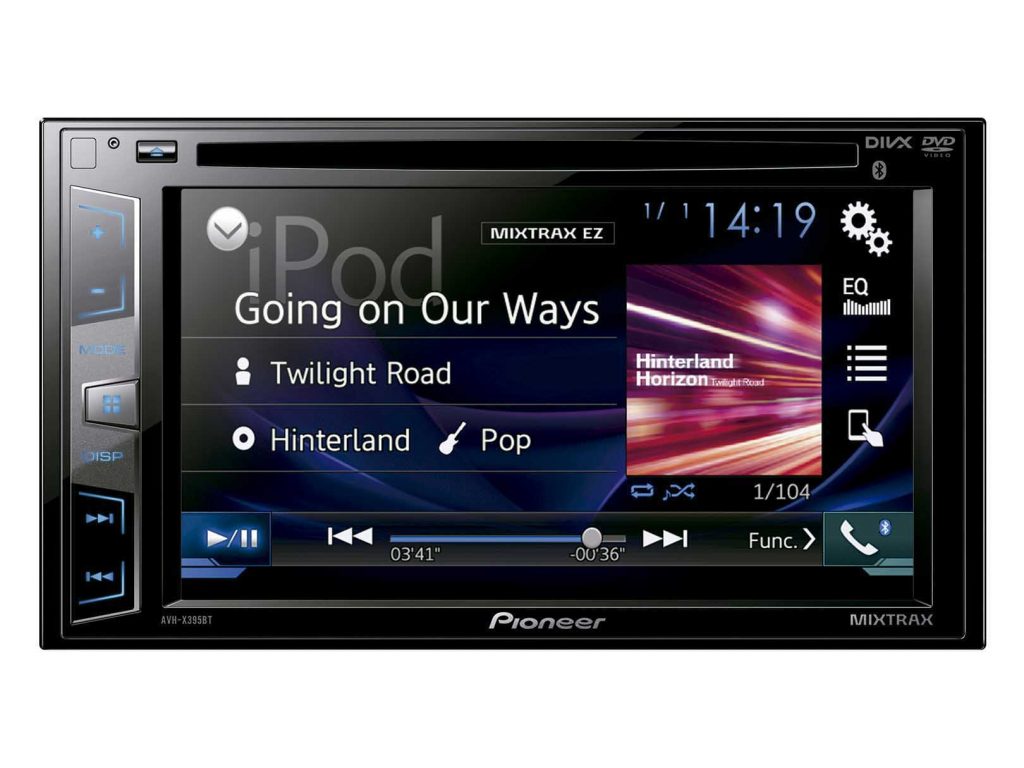 DIVX DVD
VIDEO
iPod
MIXTRAX EZ
1/ 1 14:19
Going on Our Ways
EQ
Twilight Road
Hinterland
Horizon Twilight Road
Hinterland Pop
1/104
03'41"
-00'36"
Func.
+
-
MODE
DISP
AVH-X395BT
Pioneer
MIXTRAX